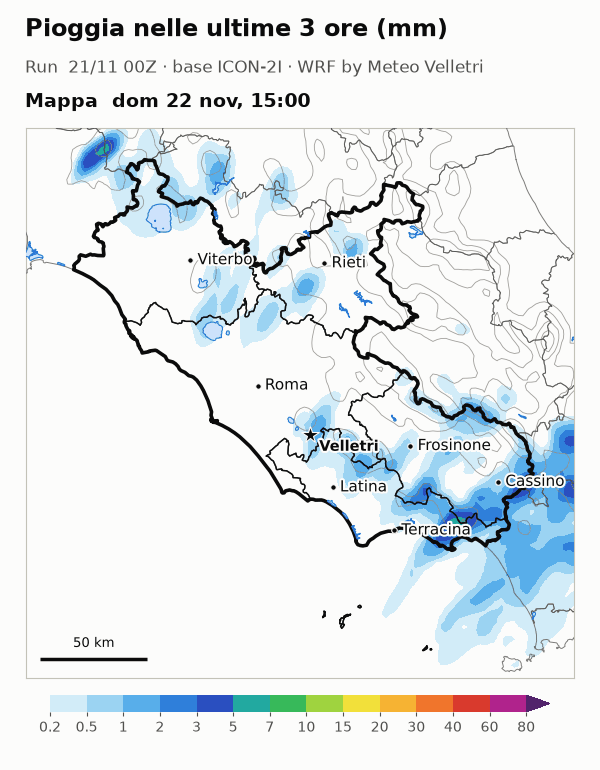 Pioggia nelle ultime 3 ore (mm)
Run  21/11 00Z · base ICON-2I · WRF by Meteo Velletri
Mappa  dom 22 nov, 15:00
Viterbo
Rieti
Roma
Velletri
Frosinone
Latina
Cassino
Terracina
50 km
0.2 0.5 1 2 3 5 7 10 15 20 30 40 60 80